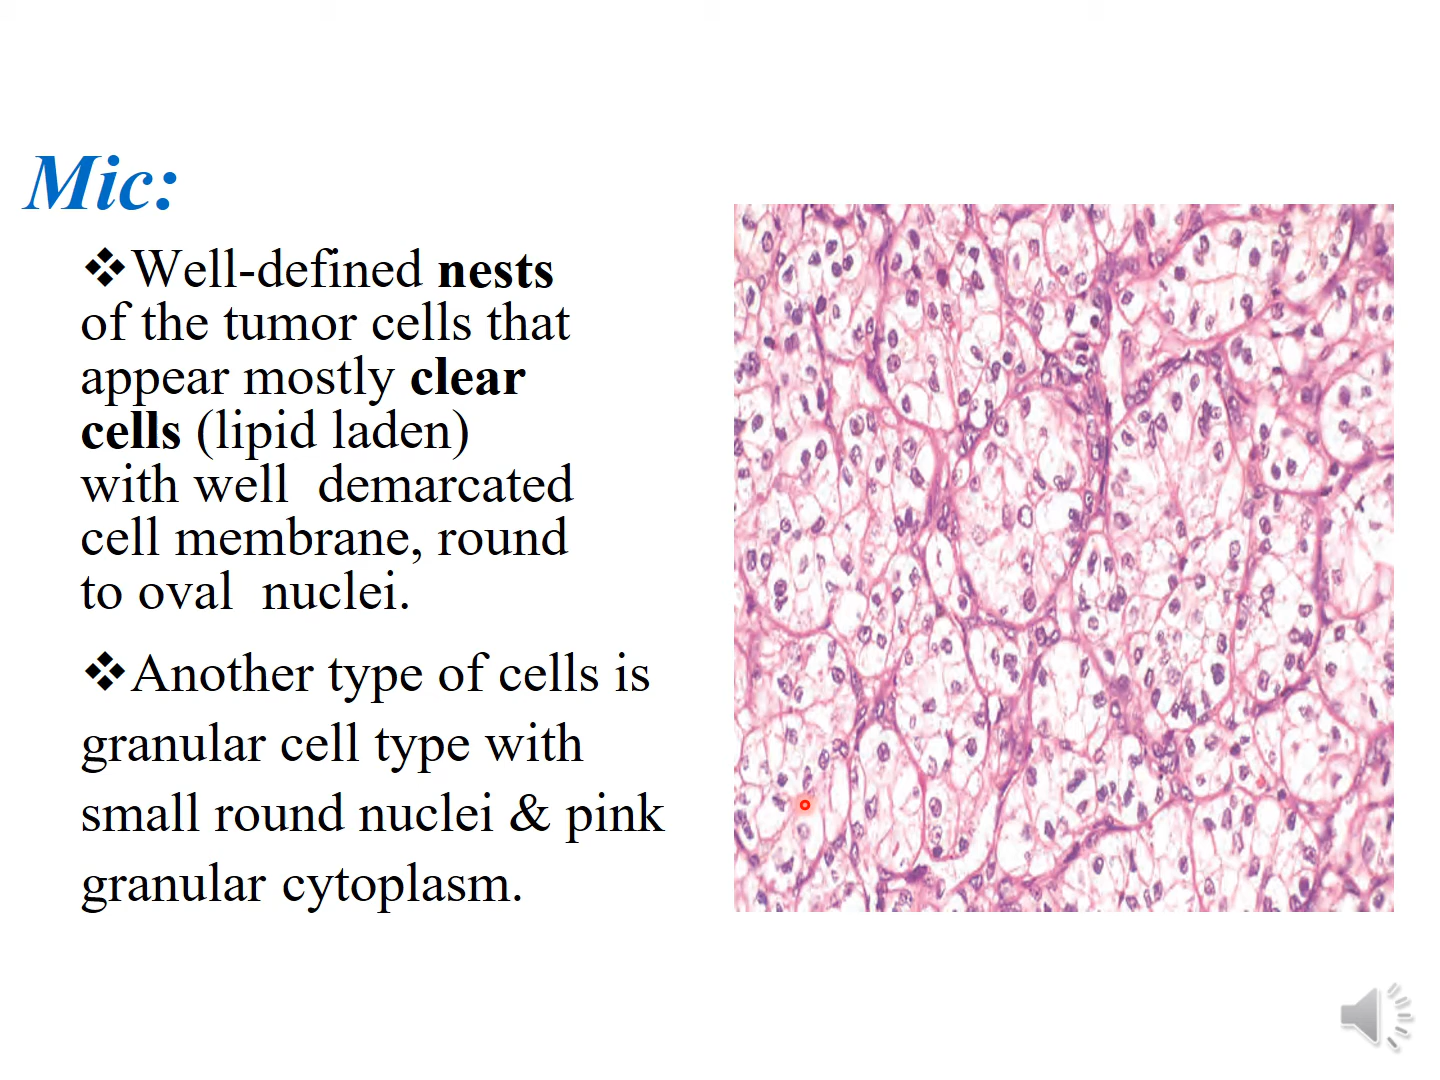 Mic:
❖Well-defined nests
of the tumor cells that
appear mostly clear
cells (lipid laden)
with well  demarcated
cell membrane, round
to oval  nuclei.
❖Another type of cells is
granular cell type with
small round nuclei & pink
granular cytoplasm.